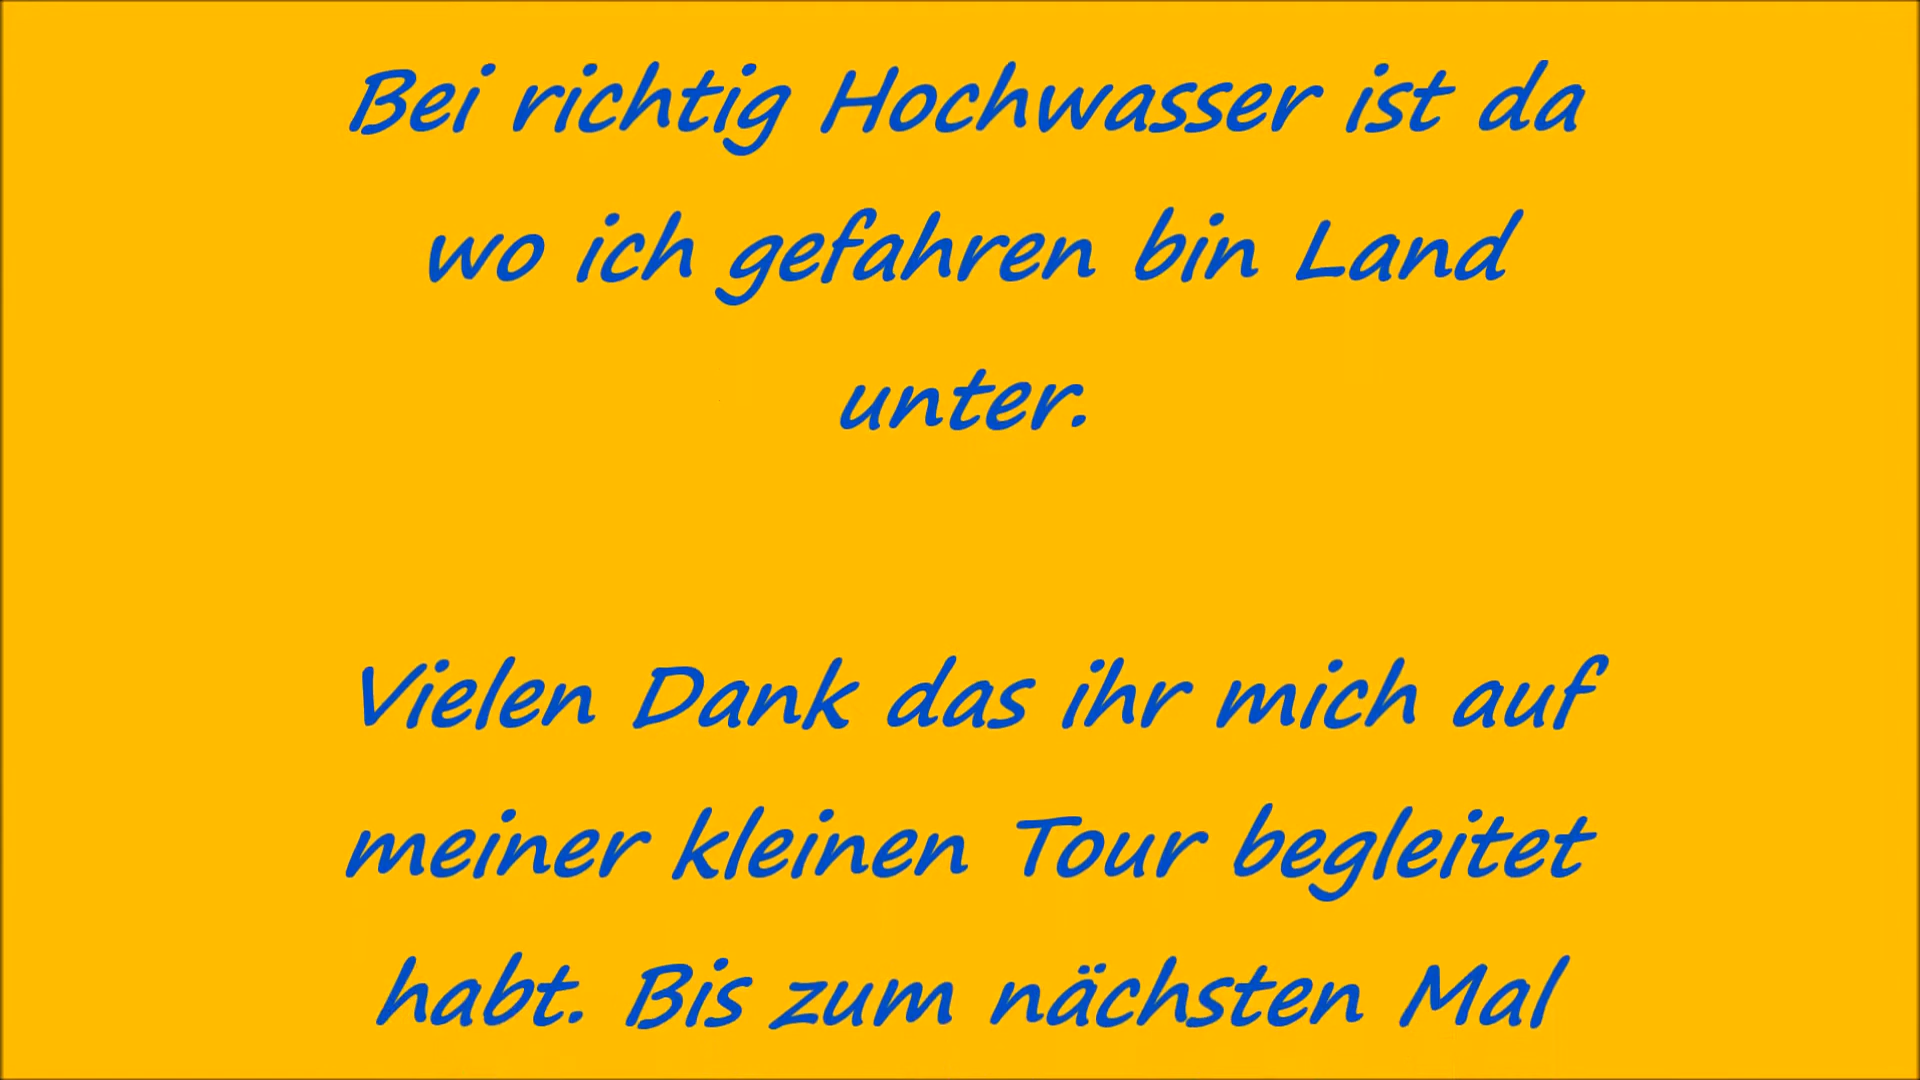 Bei richtig Hochwasser ist da
wo ich gefahren bin Land
unter.
Vielen Dank das ihr mich auf
meiner kleinen Tour begleitet
habt. Bis zum nächsten Mal